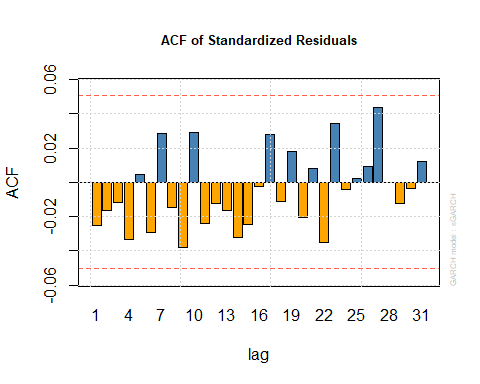 ACF of Standardized Residuals
0.06
0.02
-0.02
-0.06
ACF
1 4 7 10 13 16 19 22 25 28 31
lag
GARCH model : sGARCH